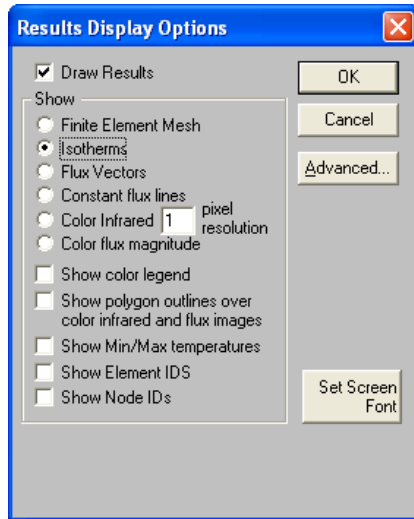 Results Display Options
Draw Results
OK
Show
Finite Element Mesh
Cancel
Isotherms
Flux Vectors
Advanced...
Constant flux lines
Color Infrared 1 pixel resolution
Color flux magnitude
Show color legend
Show polygon outlines over
color infrared and flux images
Show Min/Max temperatures
Show Element IDS
Show Node IDs
Set Screen
Font